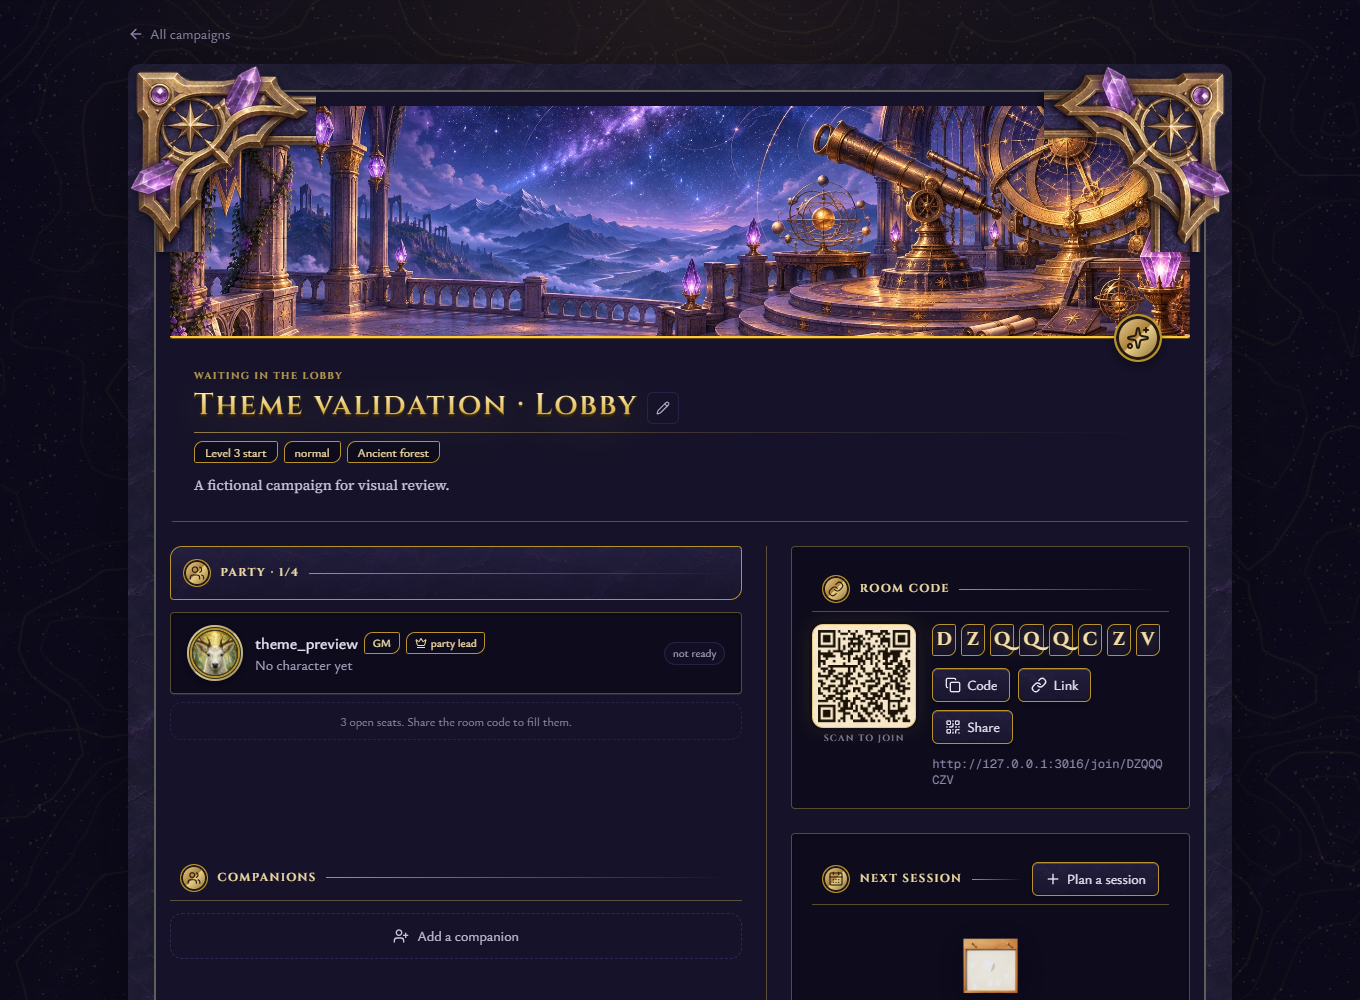 All campaigns
WAITING IN THE LOBBY
THEME VALIDATION · LOBBY
Level 3 start normal Ancient forest
A fictional campaign for visual review.
PARTY · 1/4
theme_preview GM party lead
No character yet
not ready
3 open seats. Share the room code to fill them.
COMPANIONS
Add a companion
ROOM CODE
D Z Q Q Q C Z V
Code Link
Share
SCAN TO JOIN
http://127.0.0.1:3016/join/DZQQQ
CZV
NEXT SESSION
Plan a session